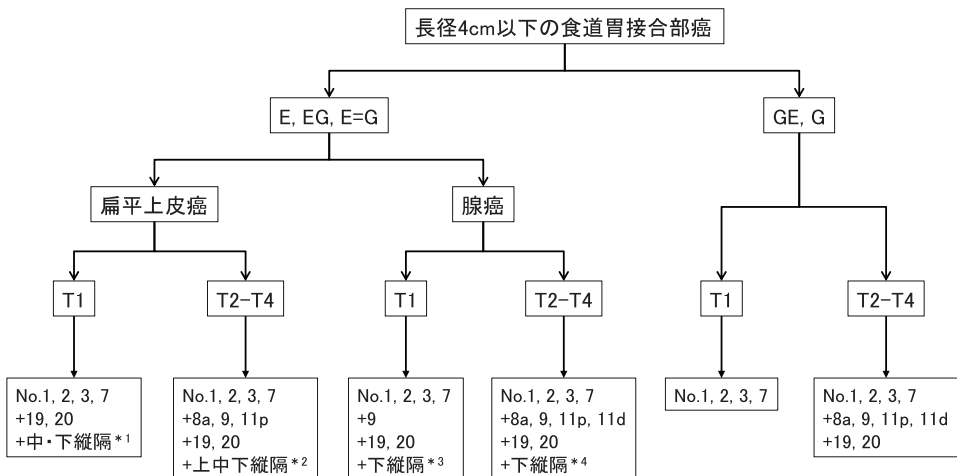 長径4cm以下の食道胃接合部癌
E, EG, E=G
GE, G
扁平上皮癌
腺癌
T1
T2-T4
T1
T2-T4
T1
T2-T4
No.1, 2, 3, 7
+19, 20
+中・下縦隔*1
No.1, 2, 3, 7
+8a, 9, 11p
+19, 20
+上中下縦隔*2
No.1, 2, 3, 7
+9
+19, 20
+下縦隔*3
No.1, 2, 3, 7
+8a, 9, 11p, 11d
+19, 20
+下縦隔*4
No.1, 2, 3, 7
No.1, 2, 3, 7
+8a, 9, 11p, 11d
+19, 20